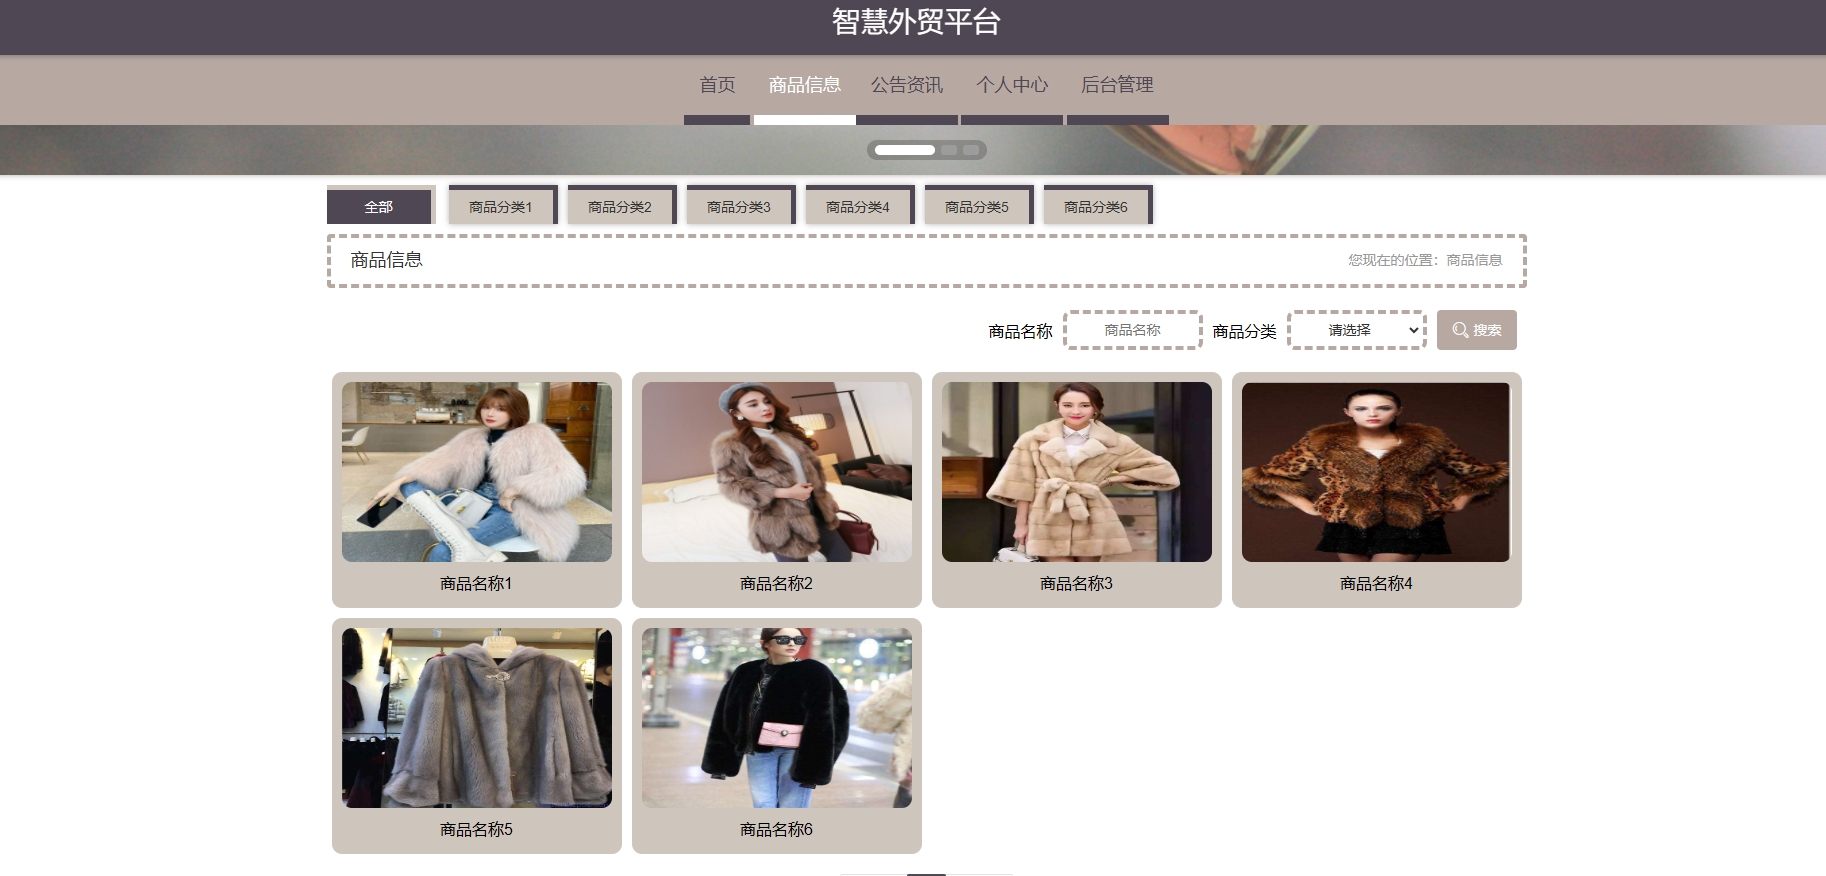 智慧外贸平台
首页 商品信息 公告资讯 个人中心 后台管理
全部 商品分类1 商品分类2 商品分类3 商品分类4 商品分类5 商品分类6
商品信息 您现在的位置：商品信息
商品名称 商品名称 商品分类 请选择 搜索
商品名称1 商品名称2 商品名称3 商品名称4
商品名称5 商品名称6